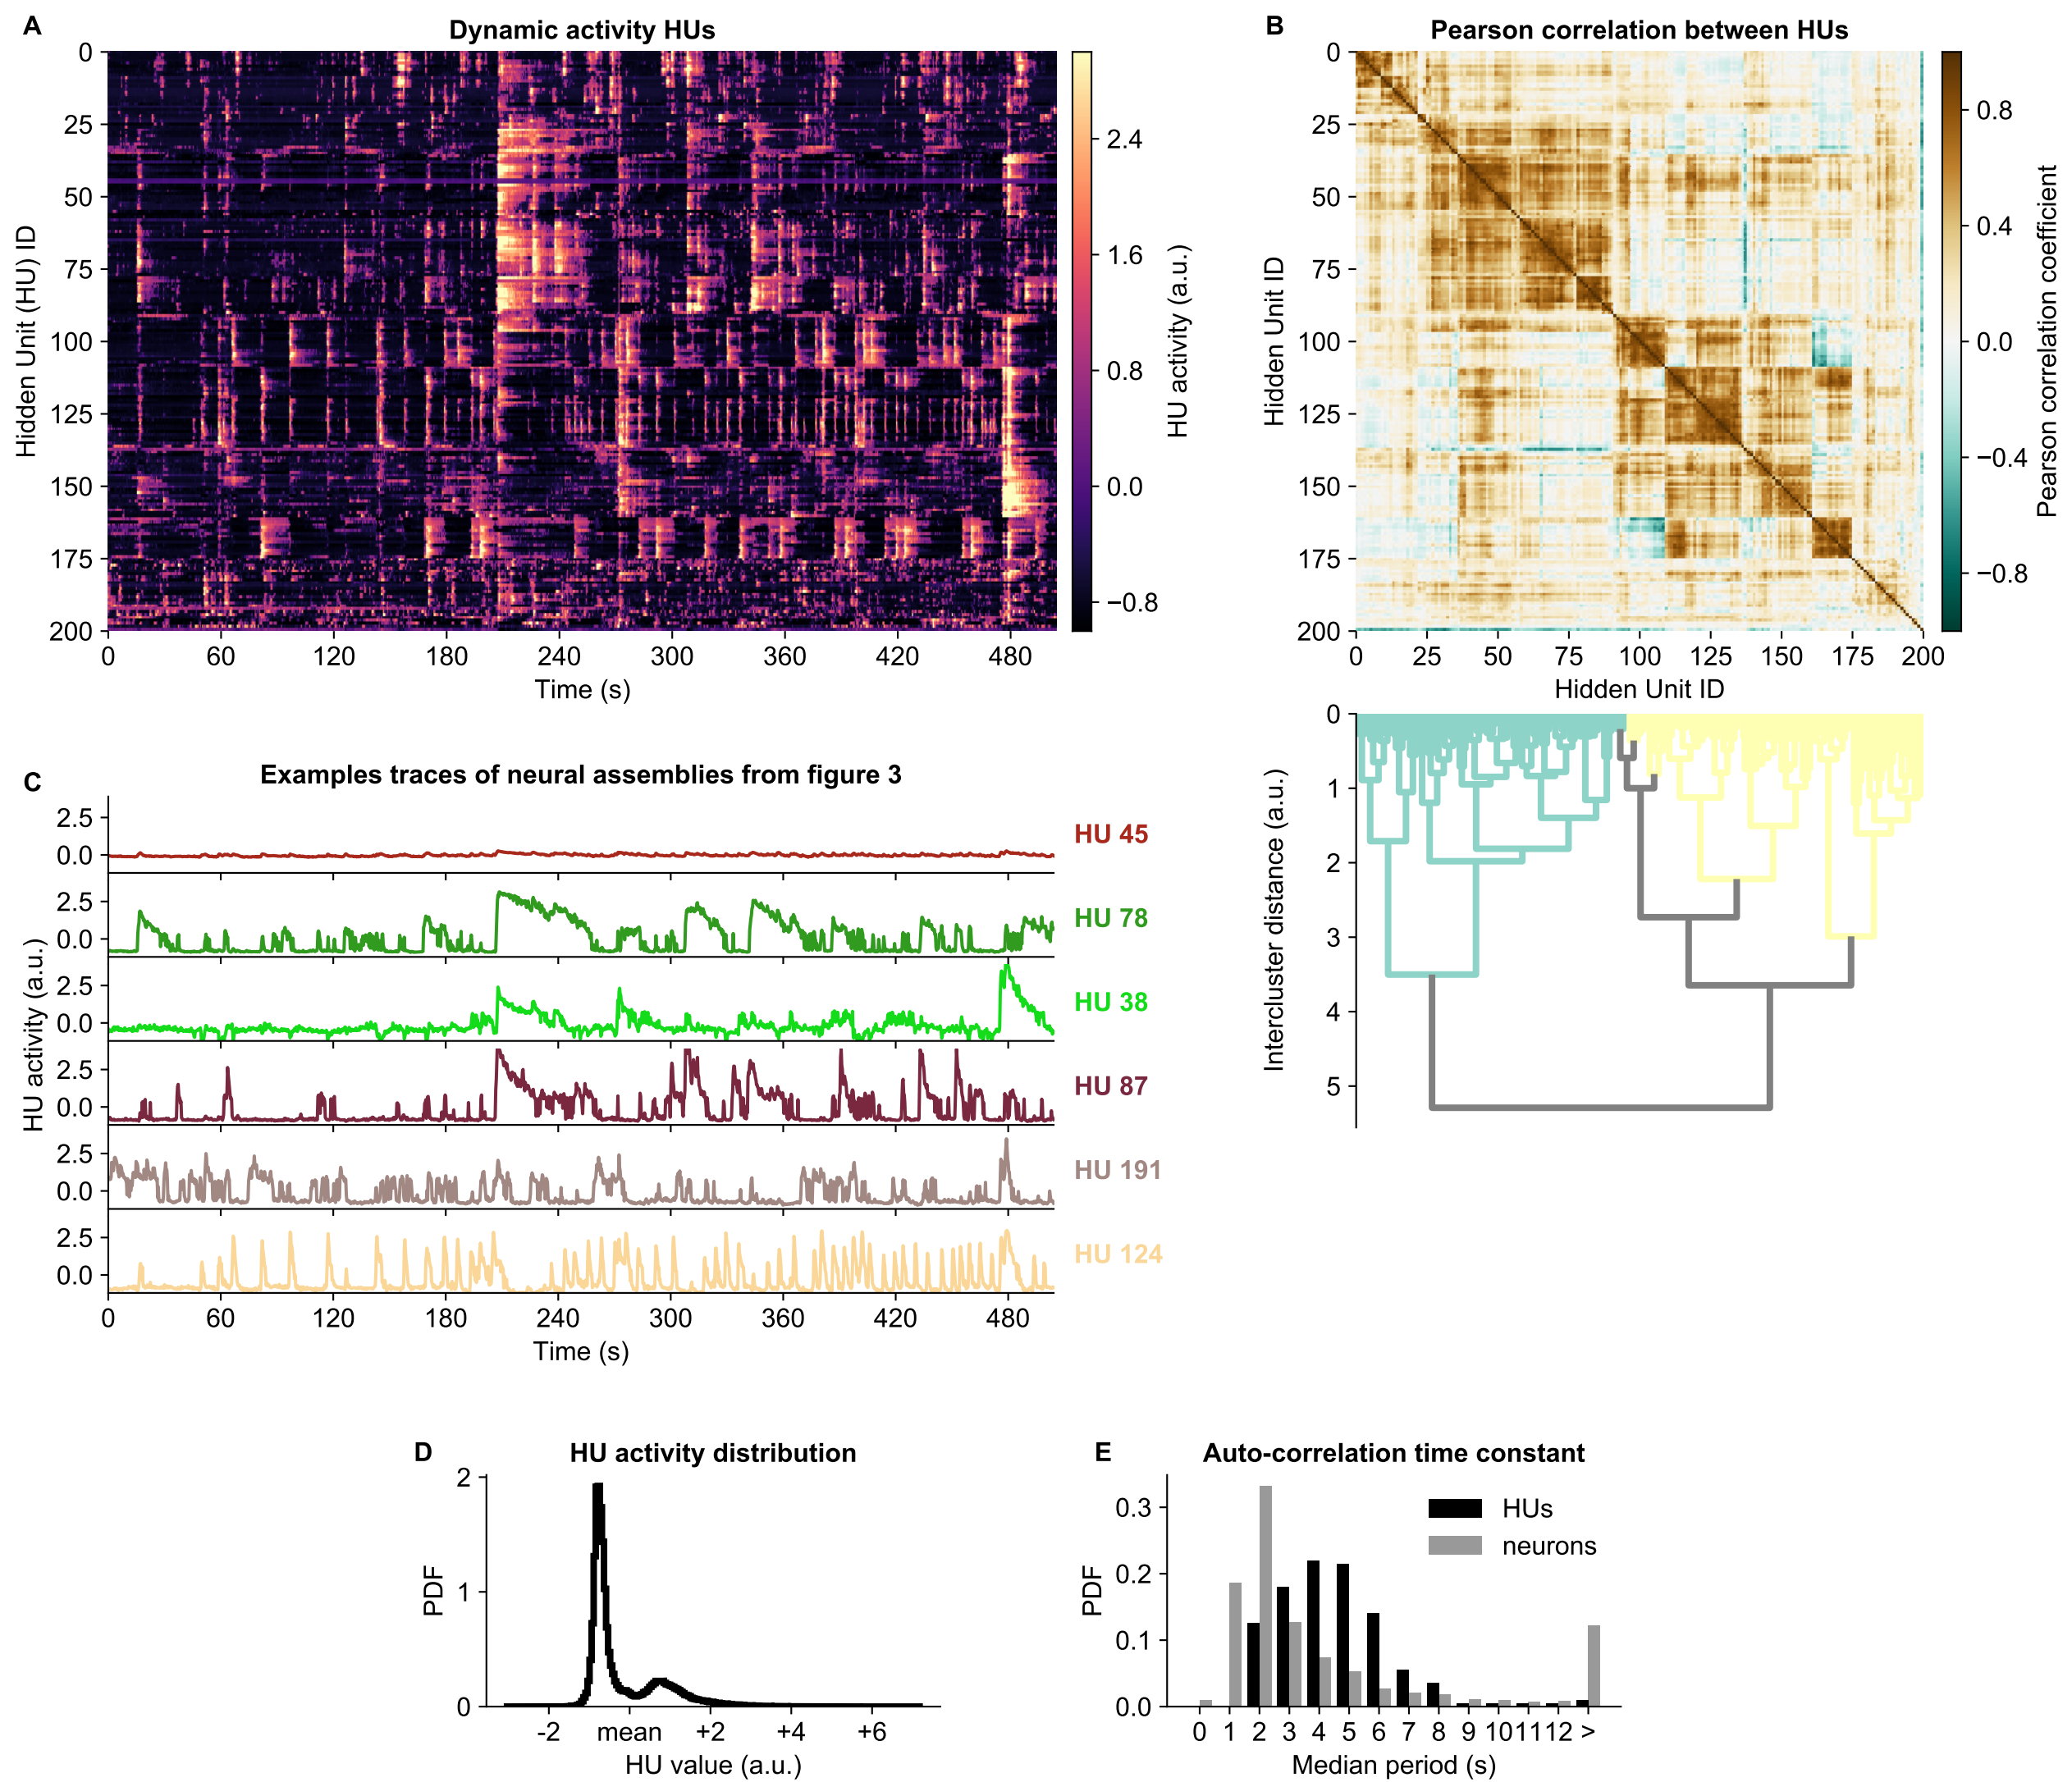 A
Dynamic activity HUs
0
25
50
75
100
125
150
175
200
Hidden Unit (HU) ID
0 60 120 180 240 300 360 420 480
Time (s)
2.4
1.6
0.8
0.0
−0.8
HU activity (a.u.)
B
Pearson correlation between HUs
0
25
50
75
100
125
150
175
200
Hidden Unit ID
0 25 50 75 100 125 150 175 200
Hidden Unit ID
0.8
0.4
0.0
−0.4
−0.8
Pearson correlation coefficient
0
1
2
3
4
5
Intercluster distance (a.u.)
C
Examples traces of neural assemblies from figure 3
2.5
0.0
HU 45
2.5
0.0
HU 78
2.5
0.0
HU 38
2.5
0.0
HU 87
2.5
0.0
HU 191
2.5
0.0
HU 124
HU activity (a.u.)
0 60 120 180 240 300 360 420 480
Time (s)
D
HU activity distribution
2
1
0
PDF
-2 mean +2 +4 +6
HU value (a.u.)
E
Auto-correlation time constant
HUs
neurons
0.3
0.2
0.1
0.0
PDF
0 1 2 3 4 5 6 7 8 9 10 11 12 >
Median period (s)